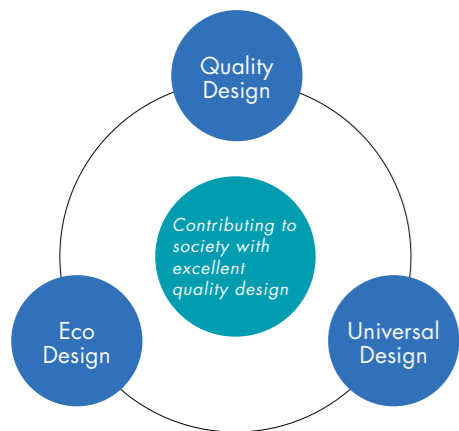 Quality
Design
Contributing to
society with
excellent
quality design
Eco
Design
Universal
Design